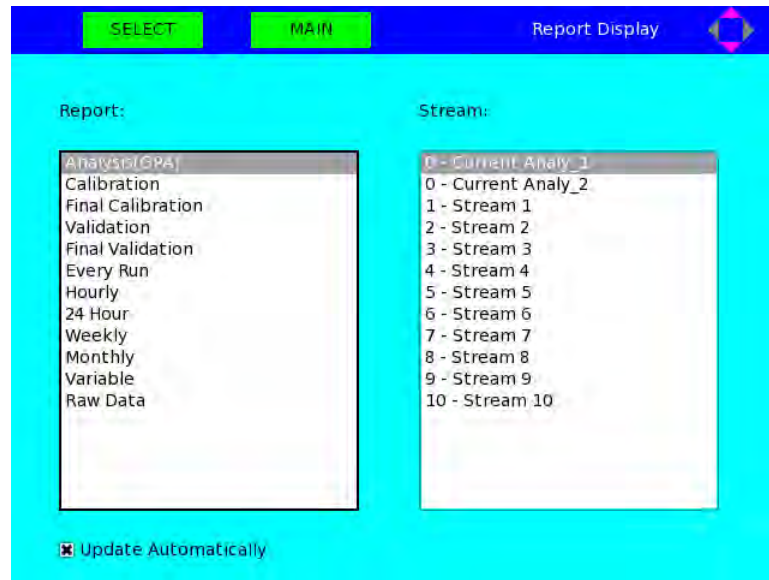 SELECT MAIN Report Display
Report:
Analysis(GPA)
Calibration
Final Calibration
Validation
Final Validation
Every Run
Hourly
24 Hour
Weekly
Monthly
Variable
Raw Data
Stream:
0 - Current Analy_1
0 - Current Analy_2
1 - Stream 1
2 - Stream 2
3 - Stream 3
4 - Stream 4
5 - Stream 5
6 - Stream 6
7 - Stream 7
8 - Stream 8
9 - Stream 9
10 - Stream 10
Update Automatically